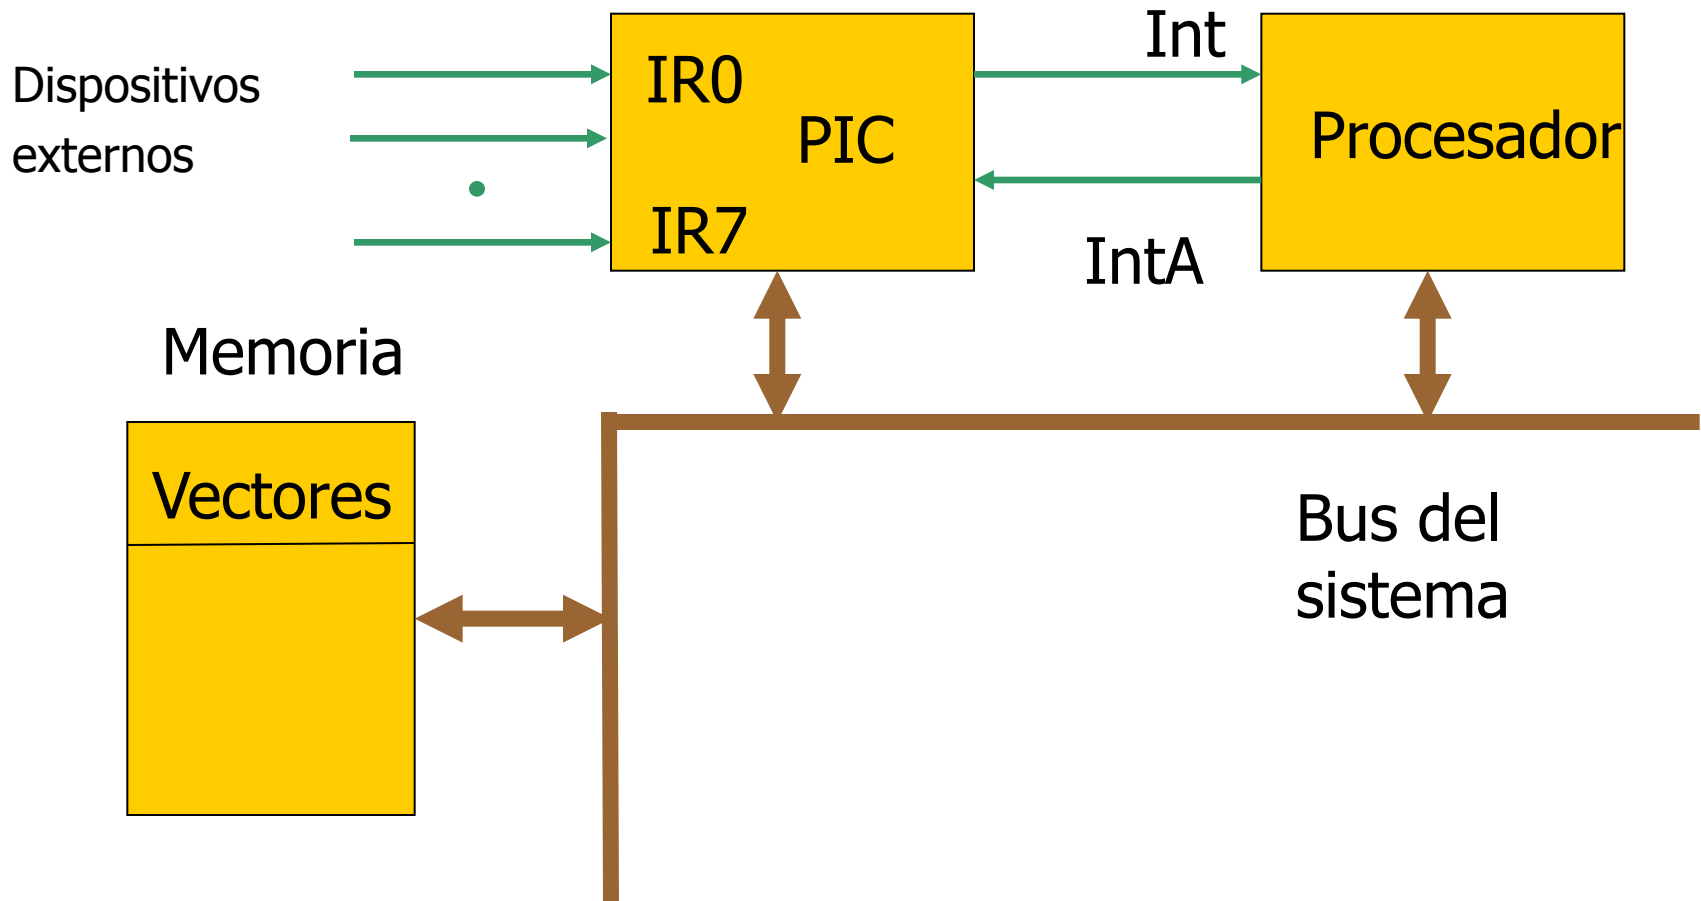 Dispositivos
externos
IR0
PIC
IR7
Int
IntA
Procesador
Memoria
Vectores
Bus del
sistema